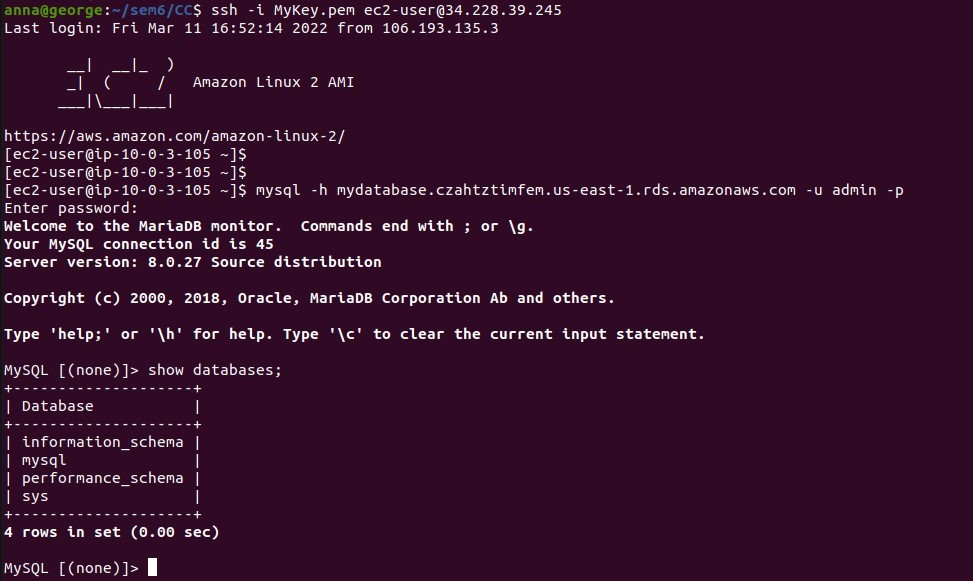 anna@george:~/sem6/CC$ ssh -i MyKey.pem ec2-user@34.228.39.245
Last login: Fri Mar 11 16:52:14 2022 from 106.193.135.3

       __|  __|_  )
       _|  (     /   Amazon Linux 2 AMI
      ___|\___|___|

https://aws.amazon.com/amazon-linux-2/
[ec2-user@ip-10-0-3-105 ~]$
[ec2-user@ip-10-0-3-105 ~]$
[ec2-user@ip-10-0-3-105 ~]$ mysql -h mydatabase.czahtztimfem.us-east-1.rds.amazonaws.com -u admin -p
Enter password:
Welcome to the MariaDB monitor.  Commands end with ; or \g.
Your MySQL connection id is 45
Server version: 8.0.27 Source distribution

Copyright (c) 2000, 2018, Oracle, MariaDB Corporation Ab and others.

Type 'help;' or '\h' for help. Type '\c' to clear the current input statement.

MySQL [(none)]> show databases;
+--------------------+
| Database           |
+--------------------+
| information_schema |
| mysql              |
| performance_schema |
| sys                |
+--------------------+
4 rows in set (0.00 sec)

MySQL [(none)]>